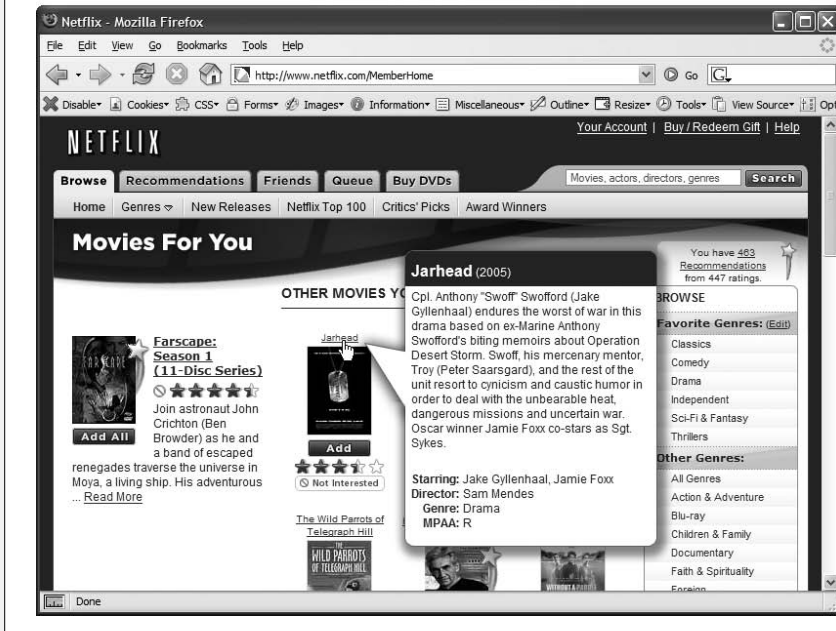 Netflix - Mozilla Firefox
File Edit View Go Bookmarks Tools Help
http://www.netflix.com/MemberHome Go G
Disable Cookies CSS Forms Images Information Miscellaneous Outline Resize Tools View Source Opt
Your Account | Buy / Redeem Gift | Help
NETFLIX
Browse Recommendations Friends Queue Buy DVDs Movies, actors, directors, genres Search
Home Genres New Releases Netflix Top 100 Critics' Picks Award Winners
Movies For You
You have 463
Recommendations
from 447 ratings.
OTHER MOVIES YO
Farscape:
Season 1
(11-Disc Series)
FARSCAPE
Add All
Join astronaut John
Crichton (Ben
Browder) as he and
a band of escaped
renegades traverse the universe in
Moya, a living ship. His adventurous
... Read More
Jarhead
Add
Not Interested
The Wild Parrots of
Telegraph Hill
THE
WILD PARROTS
OF TELEGRAPH HILL
Jarhead (2005)
Cpl. Anthony "Swoff" Swofford (Jake
Gyllenhaal) endures the worst of war in this
drama based on ex-Marine Anthony
Swofford's biting memoirs about Operation
Desert Storm. Swoff, his mercenary mentor,
Troy (Peter Saarsgard), and the rest of the
unit resort to cynicism and caustic humor in
order to deal with the unbearable heat,
dangerous missions and uncertain war.
Oscar winner Jamie Foxx co-stars as Sgt.
Sykes.
Starring: Jake Gyllenhaal, Jamie Foxx
Director: Sam Mendes
Genre: Drama
MPAA: R
WITHOUT A
BROWSE
Favorite Genres: (Edit)
Classics
Comedy
Drama
Independent
Sci-Fi & Fantasy
Thrillers
Other Genres:
All Genres
Action & Adventure
Blu-ray
Children & Family
Documentary
Faith & Spirituality
Foreign
Done